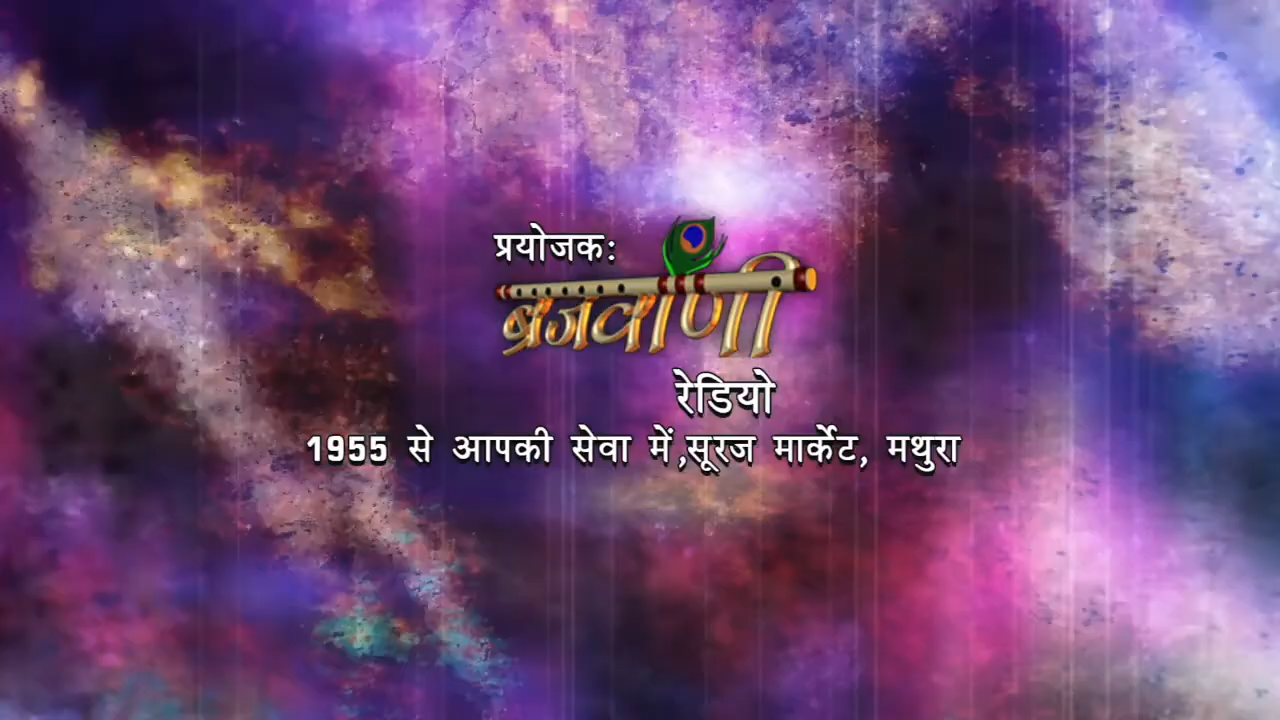 प्रयोजक:
ब्रजवाणी
रेडियो
1955 से आपकी सेवा में,सूरज मार्केट, मथुरा